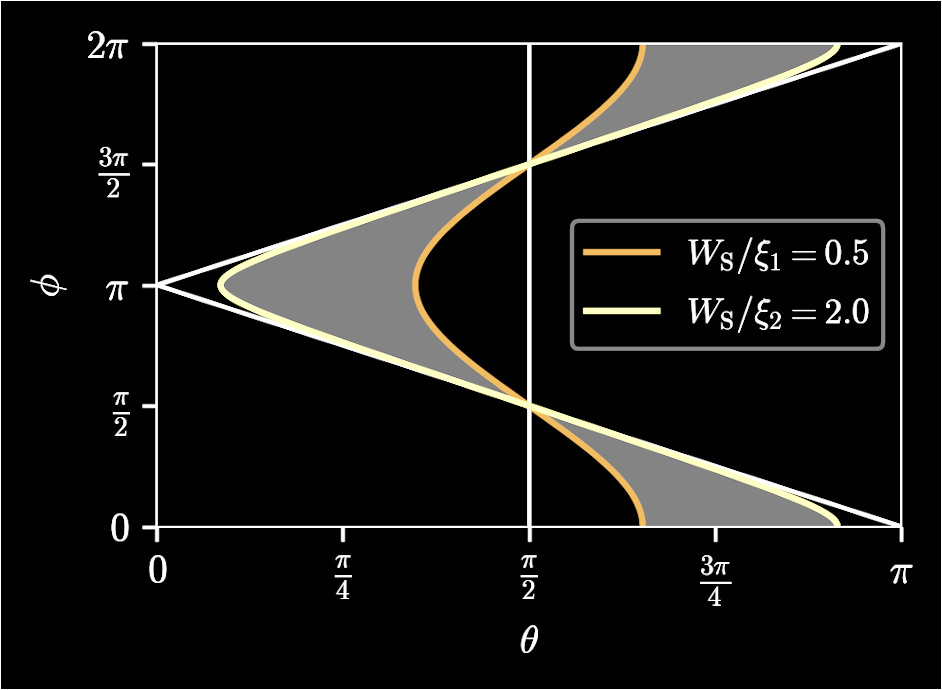 2π
3π/2
π
π/2
0
ϕ
W_S/ξ_1 = 0.5
W_S/ξ_2 = 2.0
0 π/4 π/2 3π/4 π
θ